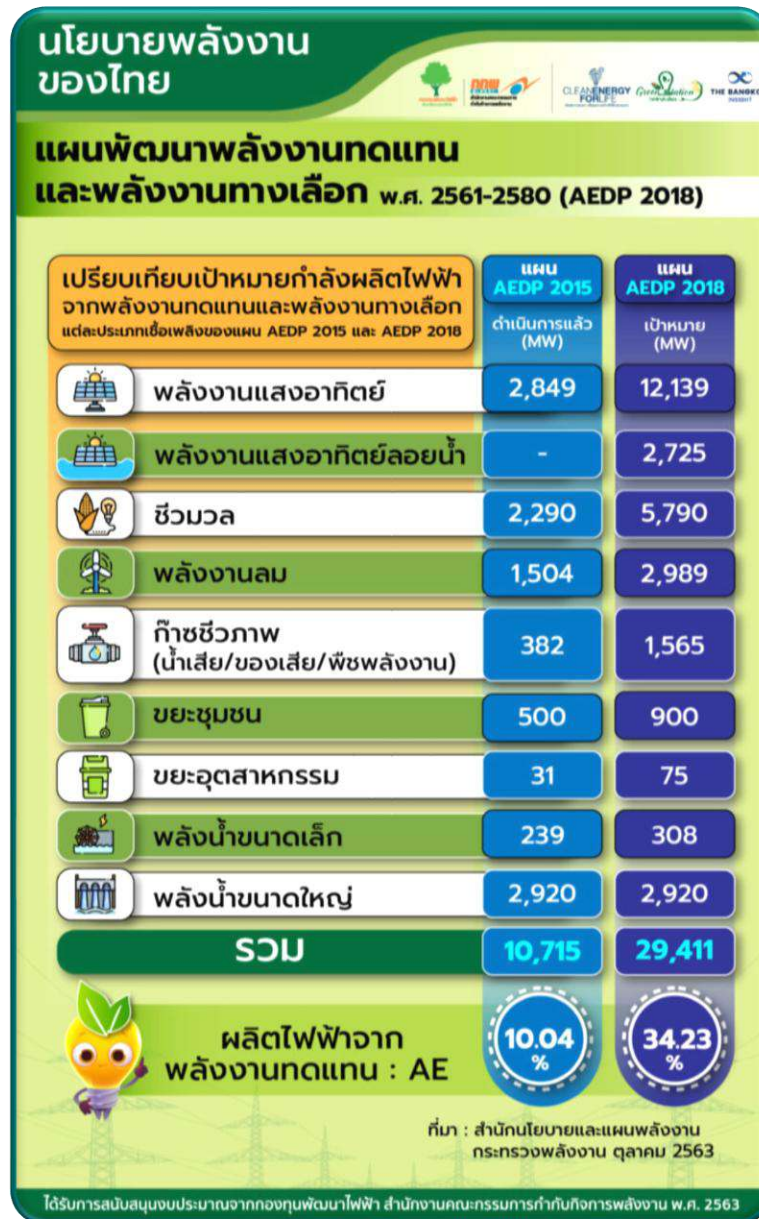 นโยบายพลังงาน
ของไทย
กกพ
CLEAN ENERGY
FOR LIFE
THE BANGKOK
INSIGHT
แผนพัฒนาพลังงานทดแทน
และพลังงานทางเลือก พ.ศ. 2561-2580 (AEDP 2018)
เปรียบเทียบเป้าหมายกำลังผลิตไฟฟ้า
จากพลังงานทดแทนและพลังงานทางเลือก
แต่ละประเภทเชื้อเพลิงของแผน AEDP 2015 และ AEDP 2018
แผน
AEDP 2015
ดำเนินการแล้ว
(MW)
แผน
AEDP 2018
เป้าหมาย
(MW)
พลังงานแสงอาทิตย์ 2,849 12,139
พลังงานแสงอาทิตย์ลอยน้ำ - 2,725
ชีวมวล 2,290 5,790
พลังงานลม 1,504 2,989
ก๊าซชีวภาพ
(น้ำเสีย/ของเสีย/พืชพลังงาน) 382 1,565
ขยะชุมชน 500 900
ขยะอุตสาหกรรม 31 75
พลังน้ำขนาดเล็ก 239 308
พลังน้ำขนาดใหญ่ 2,920 2,920
รวม 10,715 29,411
ผลิตไฟฟ้าจาก
พลังงานทดแทน : AE
10.04
%
34.23
%
ที่มา : สำนักนโยบายและแผนพลังงาน
กระทรวงพลังงาน ตุลาคม 2563
ได้รับการสนับสนุนงบประมาณจากกองทุนพัฒนาไฟฟ้า สำนักงานคณะกรรมการกำกับกิจการพลังงาน พ.ศ. 2563